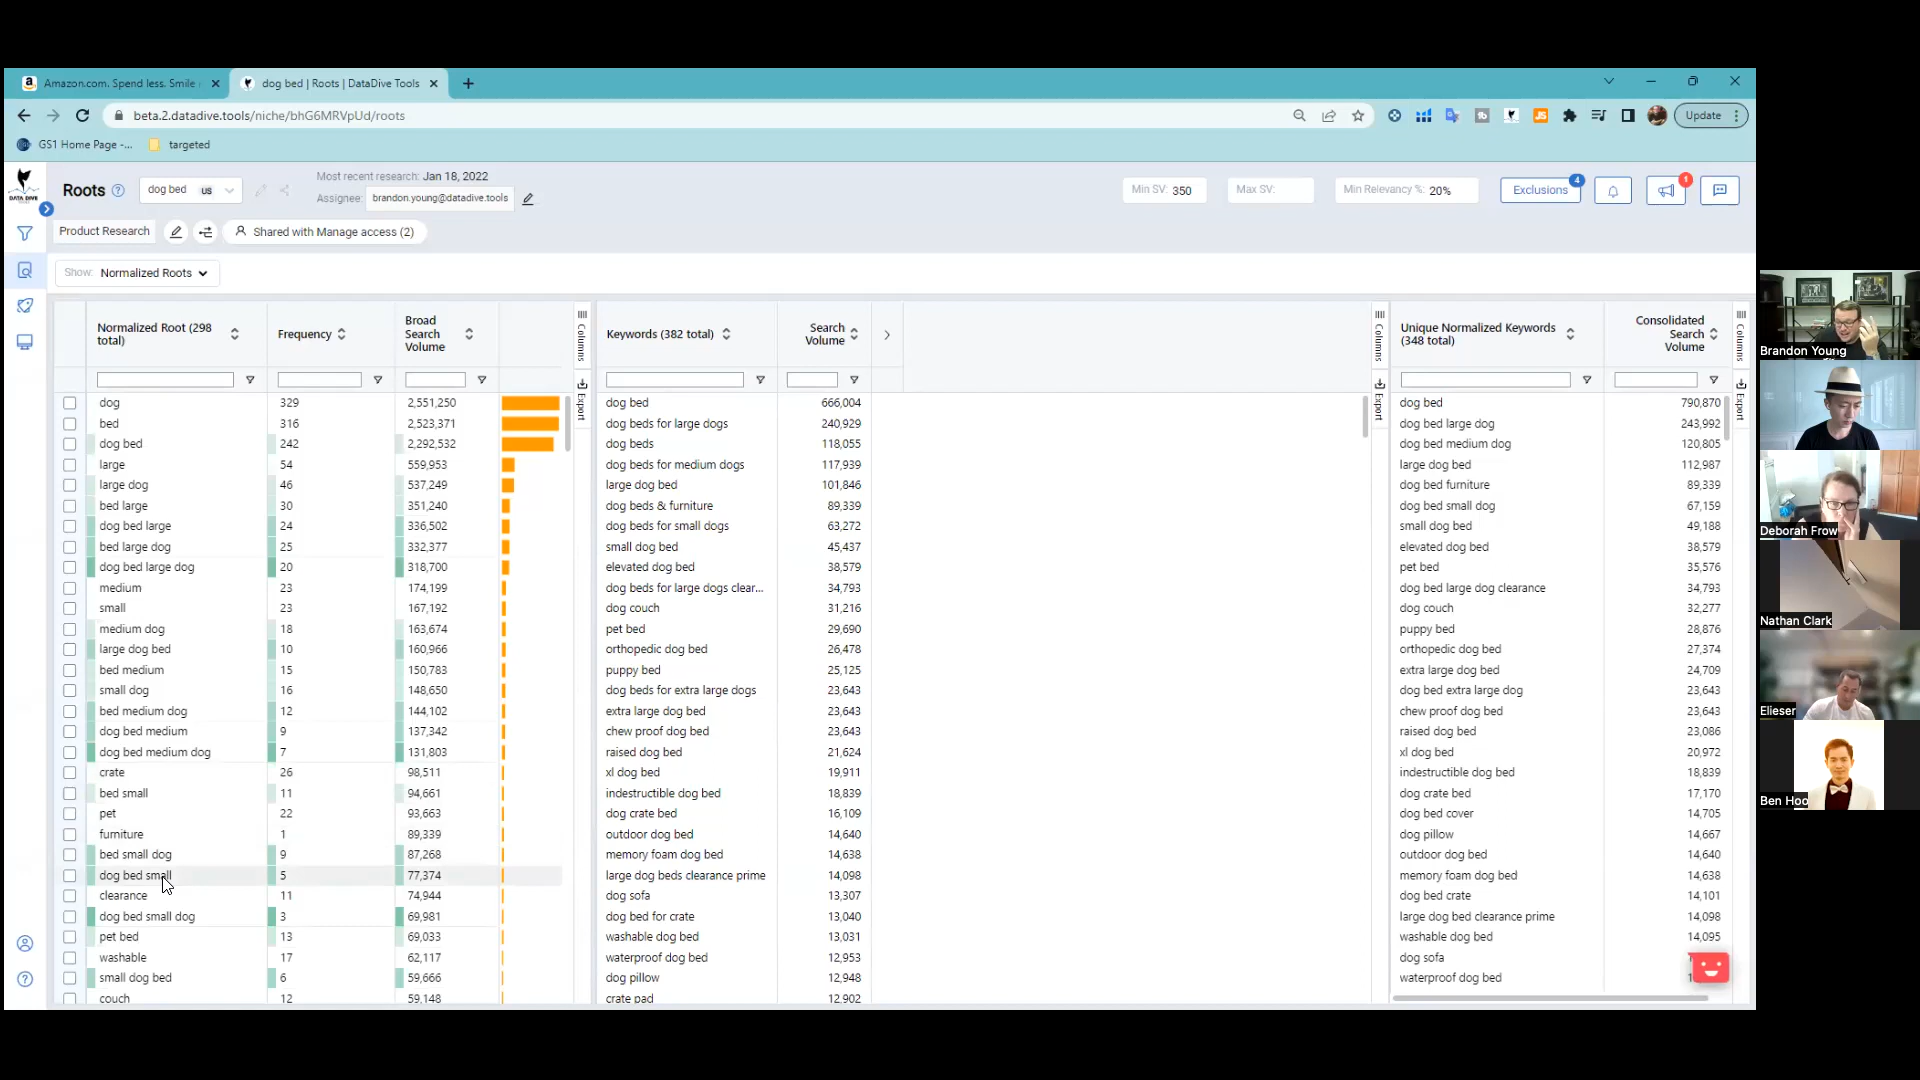 Amazon.com. Spend less. Smile
dog bed | Roots | DataDive Tools
beta.2.datadive.tools/niche/bhG6MRVpUd/roots
Update
GS1 Home Page -...
targeted
DATA DIVE
Roots
dog bed US
Most recent research: Jan 18, 2022
Assignee: brandon.young@datadive.tools
Min SV: 350
Max SV:
Min Relevancy %: 20%
Exclusions 4
1
Product Research
Shared with Manage access (2)
Show: Normalized Roots
Normalized Root (298 total)
Frequency
Broad Search Volume
Columns
Export
Keywords (382 total)
Search Volume
Columns
Export
Unique Normalized Keywords (348 total)
Consolidated Search Volume
Columns
Export
dog 329 2,551,250 dog bed 666,004 dog bed 790,870
bed 316 2,523,371 dog beds for large dogs 240,929 dog bed large dog 243,992
dog bed 242 2,292,532 dog beds 118,055 dog bed medium dog 120,805
large 54 559,953 dog beds for medium dogs 117,939 large dog bed 112,987
large dog 46 537,249 large dog bed 101,846 dog bed furniture 89,339
bed large 30 351,240 dog beds & furniture 89,339 dog bed small dog 67,159
dog bed large 24 336,502 dog beds for small dogs 63,272 small dog bed 49,188
bed large dog 25 332,377 small dog bed 45,437 elevated dog bed 38,579
dog bed large dog 20 318,700 elevated dog bed 38,579 pet bed 35,576
medium 23 174,199 dog beds for large dogs clear... 34,793 dog bed large dog clearance 34,793
small 23 167,192 dog couch 31,216 dog couch 32,277
medium dog 18 163,674 pet bed 29,690 puppy bed 28,876
large dog bed 10 160,966 orthopedic dog bed 26,478 orthopedic dog bed 27,374
bed medium 15 150,783 puppy bed 25,125 extra large dog bed 24,709
small dog 16 148,650 dog beds for extra large dogs 23,643 dog bed extra large dog 23,643
bed medium dog 12 144,102 extra large dog bed 23,643 chew proof dog bed 23,643
dog bed medium 9 137,342 chew proof dog bed 23,643 raised dog bed 23,086
dog bed medium dog 7 131,803 raised dog bed 21,624 xl dog bed 20,972
crate 26 98,511 xl dog bed 19,911 indestructible dog bed 18,839
bed small 11 94,661 indestructible dog bed 18,839 dog crate bed 17,170
pet 22 93,663 dog crate bed 16,109 dog bed cover 14,705
furniture 1 89,339 outdoor dog bed 14,640 dog pillow 14,667
bed small dog 9 87,268 memory foam dog bed 14,638 outdoor dog bed 14,640
dog bed small 5 77,374 large dog beds clearance prime 14,098 memory foam dog bed 14,638
clearance 11 74,944 dog sofa 13,307 dog bed crate 14,101
dog bed small dog 3 69,981 dog bed for crate 13,040 large dog bed clearance prime 14,098
pet bed 13 69,033 washable dog bed 13,031 washable dog bed 14,095
washable 17 62,117 waterproof dog bed 12,953 dog sofa
small dog bed 6 59,666 dog pillow 12,948 waterproof dog bed
couch 12 59,148 crate pad 12,902
Brandon Young
Deborah Frow
Nathan Clark
Elieser
Ben Hoo